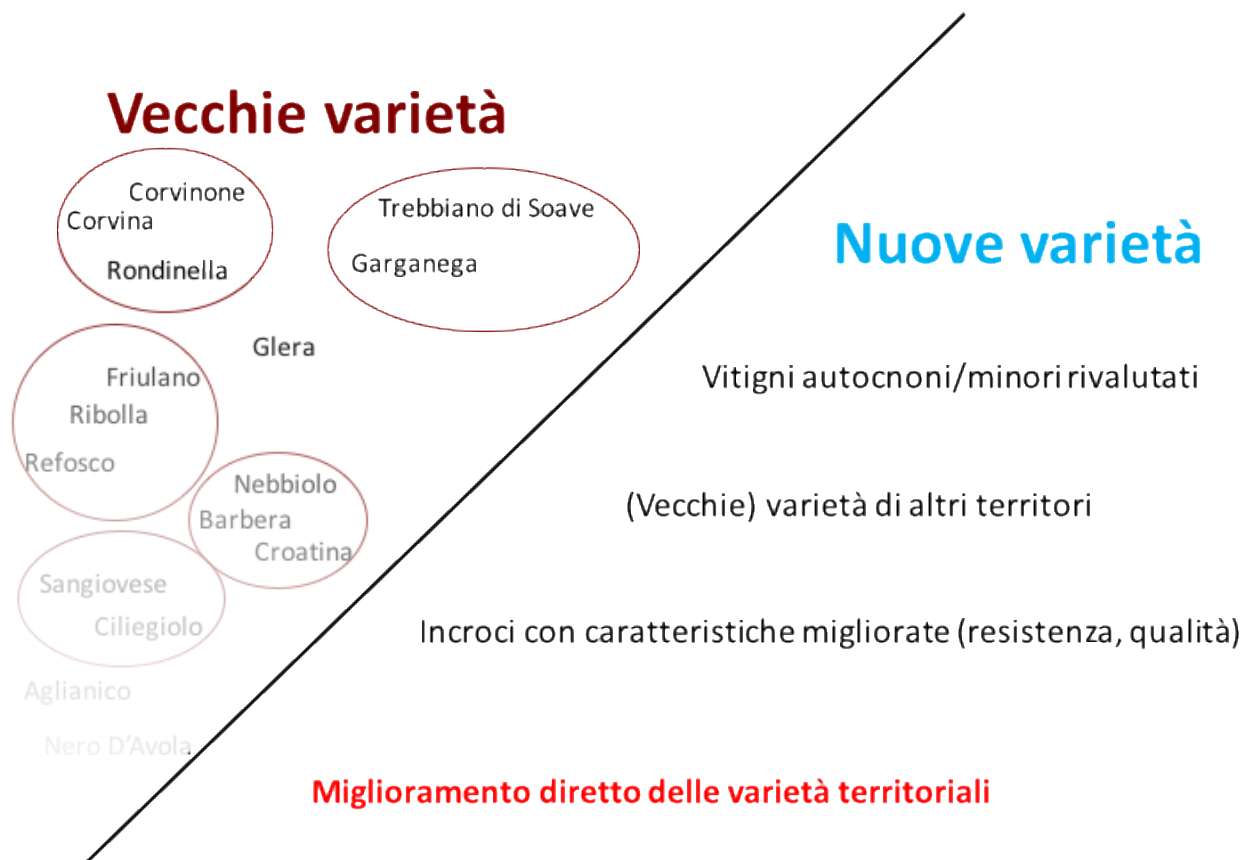 Vecchie varietà
Corvinone
Corvina
Rondinella
Trebbiano di Soave
Garganega
Glera
Friulano
Ribolla
Refosco
Nebbiolo
Barbera
Croatina
Sangiovese
Ciliegiolo
Aglianico
Nero D'Avola.
Nuove varietà
Vitigni autocnoni/minori rivalutati
(Vecchie) varietà di altri territori
Incroci con caratteristiche migliorate (resistenza, qualità)
Miglioramento diretto delle varietà territoriali